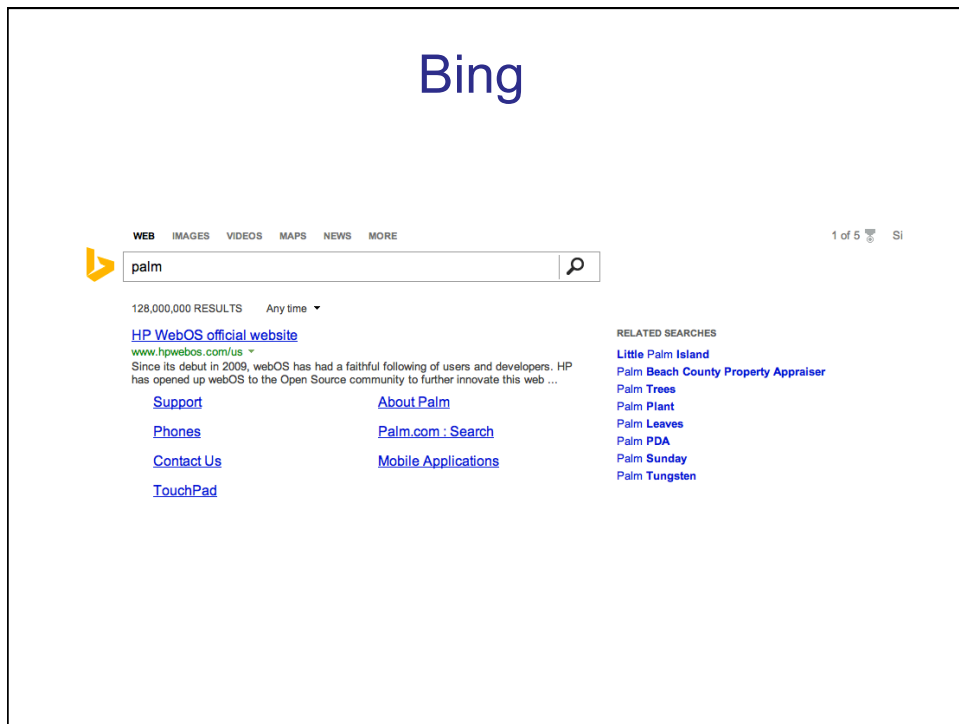 Bing
WEB IMAGES VIDEOS MAPS NEWS MORE
1 of 5 Si
palm
128,000,000 RESULTS Any time
HP WebOS official website
www.hpwebos.com/us
Since its debut in 2009, webOS has had a faithful following of users and developers. HP
has opened up webOS to the Open Source community to further innovate this web ...
Support About Palm
Phones Palm.com : Search
Contact Us Mobile Applications
TouchPad
RELATED SEARCHES
Little Palm Island
Palm Beach County Property Appraiser
Palm Trees
Palm Plant
Palm Leaves
Palm PDA
Palm Sunday
Palm Tungsten